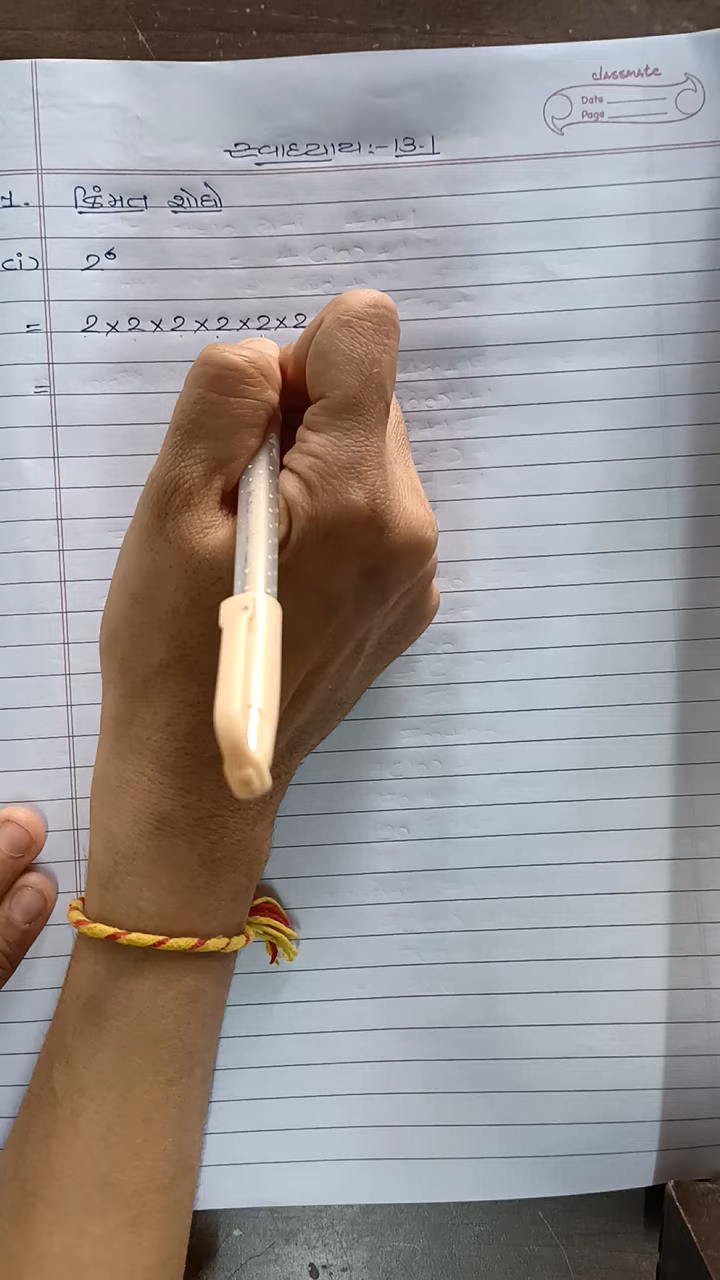 classmate
Date
Page
સ્વાધ્યાય:-13.1
1. કિંમત શોધો
(i) 2⁶
= 2×2×2×2×2×2
=